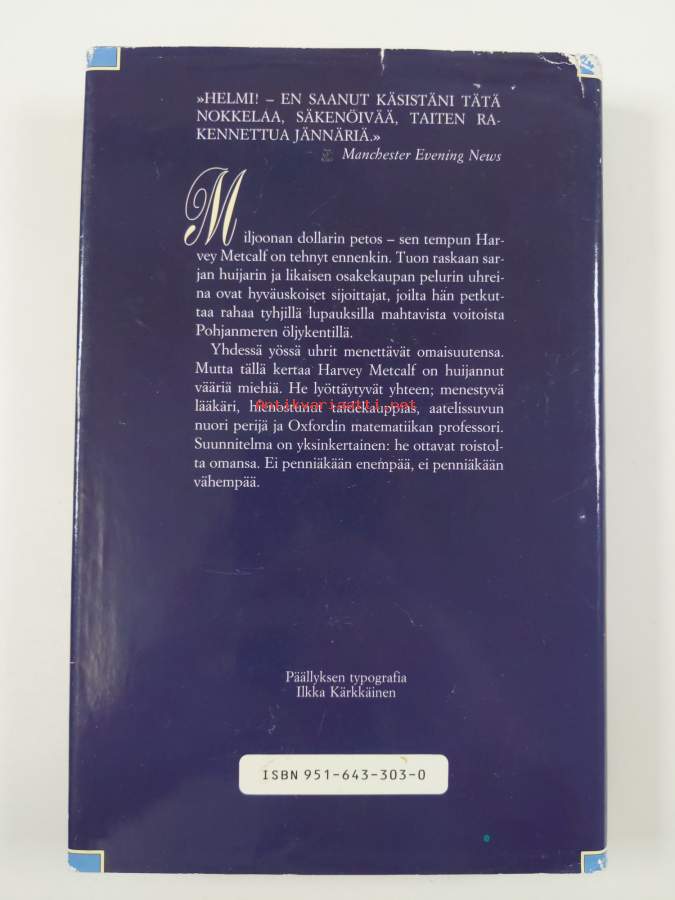 »HELMI! – EN SAANUT KÄSISTÄNI TÄTÄ
NOKKELAA, SÄKENÖIVÄÄ, TAITEN RA-
KENNETTUA JÄNNÄRIÄ.»
Manchester Evening News
Miljoonan dollarin petos – sen tempun Har-
vey Metcalf on tehnyt ennenkin. Tuon raskaan sar-
jan huijarin ja likaisen osakekaupan pelurin uhrei-
na ovat hyväuskoiset sijoittajat, joilta hän petkut-
taa rahaa tyhjillä lupauksilla mahtavista voitoista
Pohjanmeren öljykentillä.
Yhdessä yössä uhrit menettävät omaisuutensa.
Mutta tällä kertaa Harvey Metcalf on huijannut
vääriä miehiä. He lyöttäytyvät yhteen; menestyvä
lääkäri, hienostunut taidekauppias, aatelissuvun
nuori perijä ja Oxfordin matematiikan professori.
Suunnitelma on yksinkertainen: he ottavat roistol-
ta omansa. Ei penniäkään enempää, ei penniäkään
vähempää.
Antikvariaatti.net
Päällyksen typografia
Ilkka Kärkkäinen
ISBN 951-643-303-0